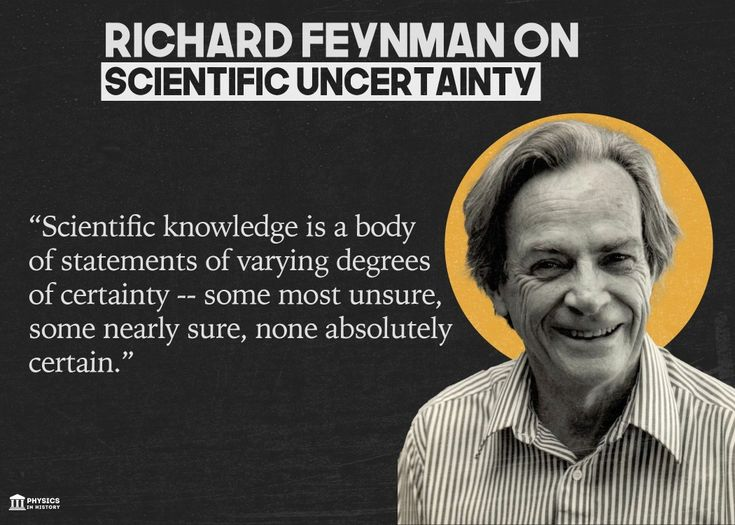 RICHARD FEYNMAN ON
SCIENTIFIC UNCERTAINTY
“Scientific knowledge is a body
of statements of varying degrees
of certainty -- some most unsure,
some nearly sure, none absolutely
certain.”
PHYSICS
IN HISTORY